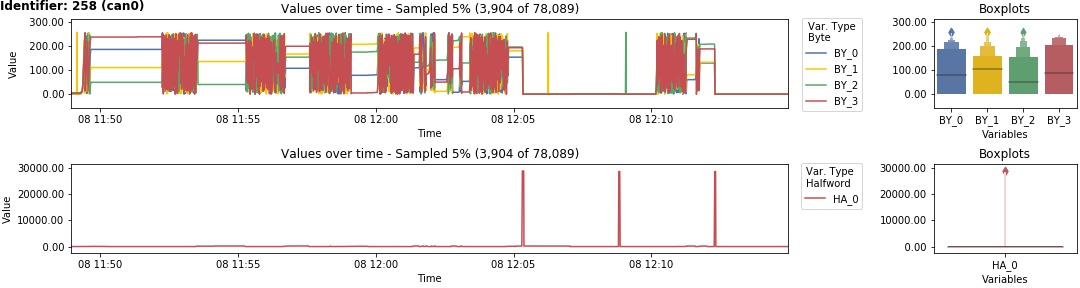 Identifier: 258 (can0)
Values over time - Sampled 5% (3,904 of 78,089)
Value
300.00
200.00
100.00
0.00
08 11:50
08 11:55
08 12:00
08 12:05
08 12:10
Time
Var. Type
Byte
BY_0
BY_1
BY_2
BY_3
Boxplots
300.00
200.00
100.00
0.00
BY_0
BY_1
BY_2
BY_3
Variables
Values over time - Sampled 5% (3,904 of 78,089)
Value
30000.00
20000.00
10000.00
0.00
08 11:50
08 11:55
08 12:00
08 12:05
08 12:10
Time
Var. Type
Halfword
HA_0
Boxplots
30000.00
20000.00
10000.00
0.00
HA_0
Variables